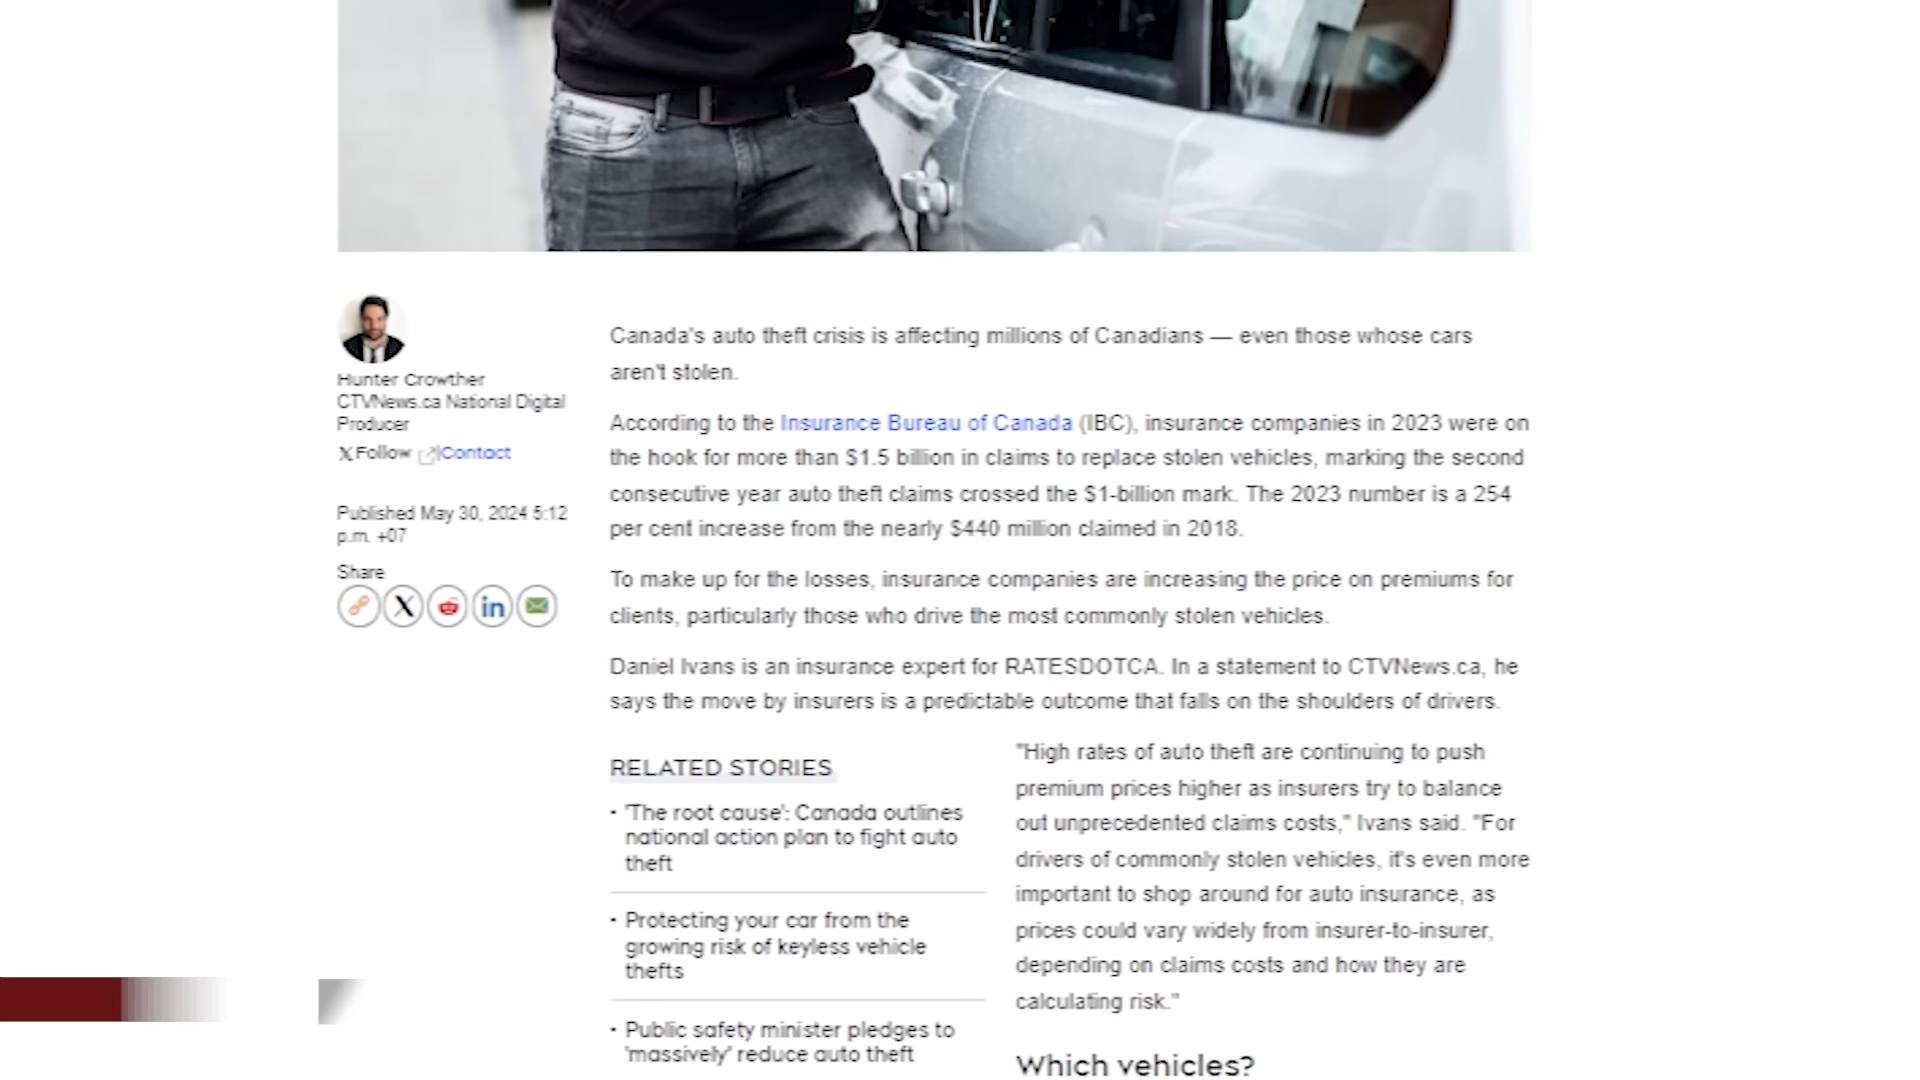 Hunter Crowther
CTVNews.ca National Digital
Producer
X Follow |Contact
Published May 30, 2024 5:12
p.m. +07
Share
Canada's auto theft crisis is affecting millions of Canadians — even those whose cars
aren't stolen.
According to the Insurance Bureau of Canada (IBC), insurance companies in 2023 were on
the hook for more than $1.5 billion in claims to replace stolen vehicles, marking the second
consecutive year auto theft claims crossed the $1-billion mark. The 2023 number is a 254
per cent increase from the nearly $440 million claimed in 2018.
To make up for the losses, insurance companies are increasing the price on premiums for
clients, particularly those who drive the most commonly stolen vehicles.
Daniel Ivans is an insurance expert for RATESDOTCA. In a statement to CTVNews.ca, he
says the move by insurers is a predictable outcome that falls on the shoulders of drivers.
RELATED STORIES
• 'The root cause': Canada outlines
national action plan to fight auto
theft
• Protecting your car from the
growing risk of keyless vehicle
thefts
• Public safety minister pledges to
'massively' reduce auto theft
"High rates of auto theft are continuing to push
premium prices higher as insurers try to balance
out unprecedented claims costs," Ivans said. "For
drivers of commonly stolen vehicles, it's even more
important to shop around for auto insurance, as
prices could vary widely from insurer-to-insurer,
depending on claims costs and how they are
calculating risk."
Which vehicles?